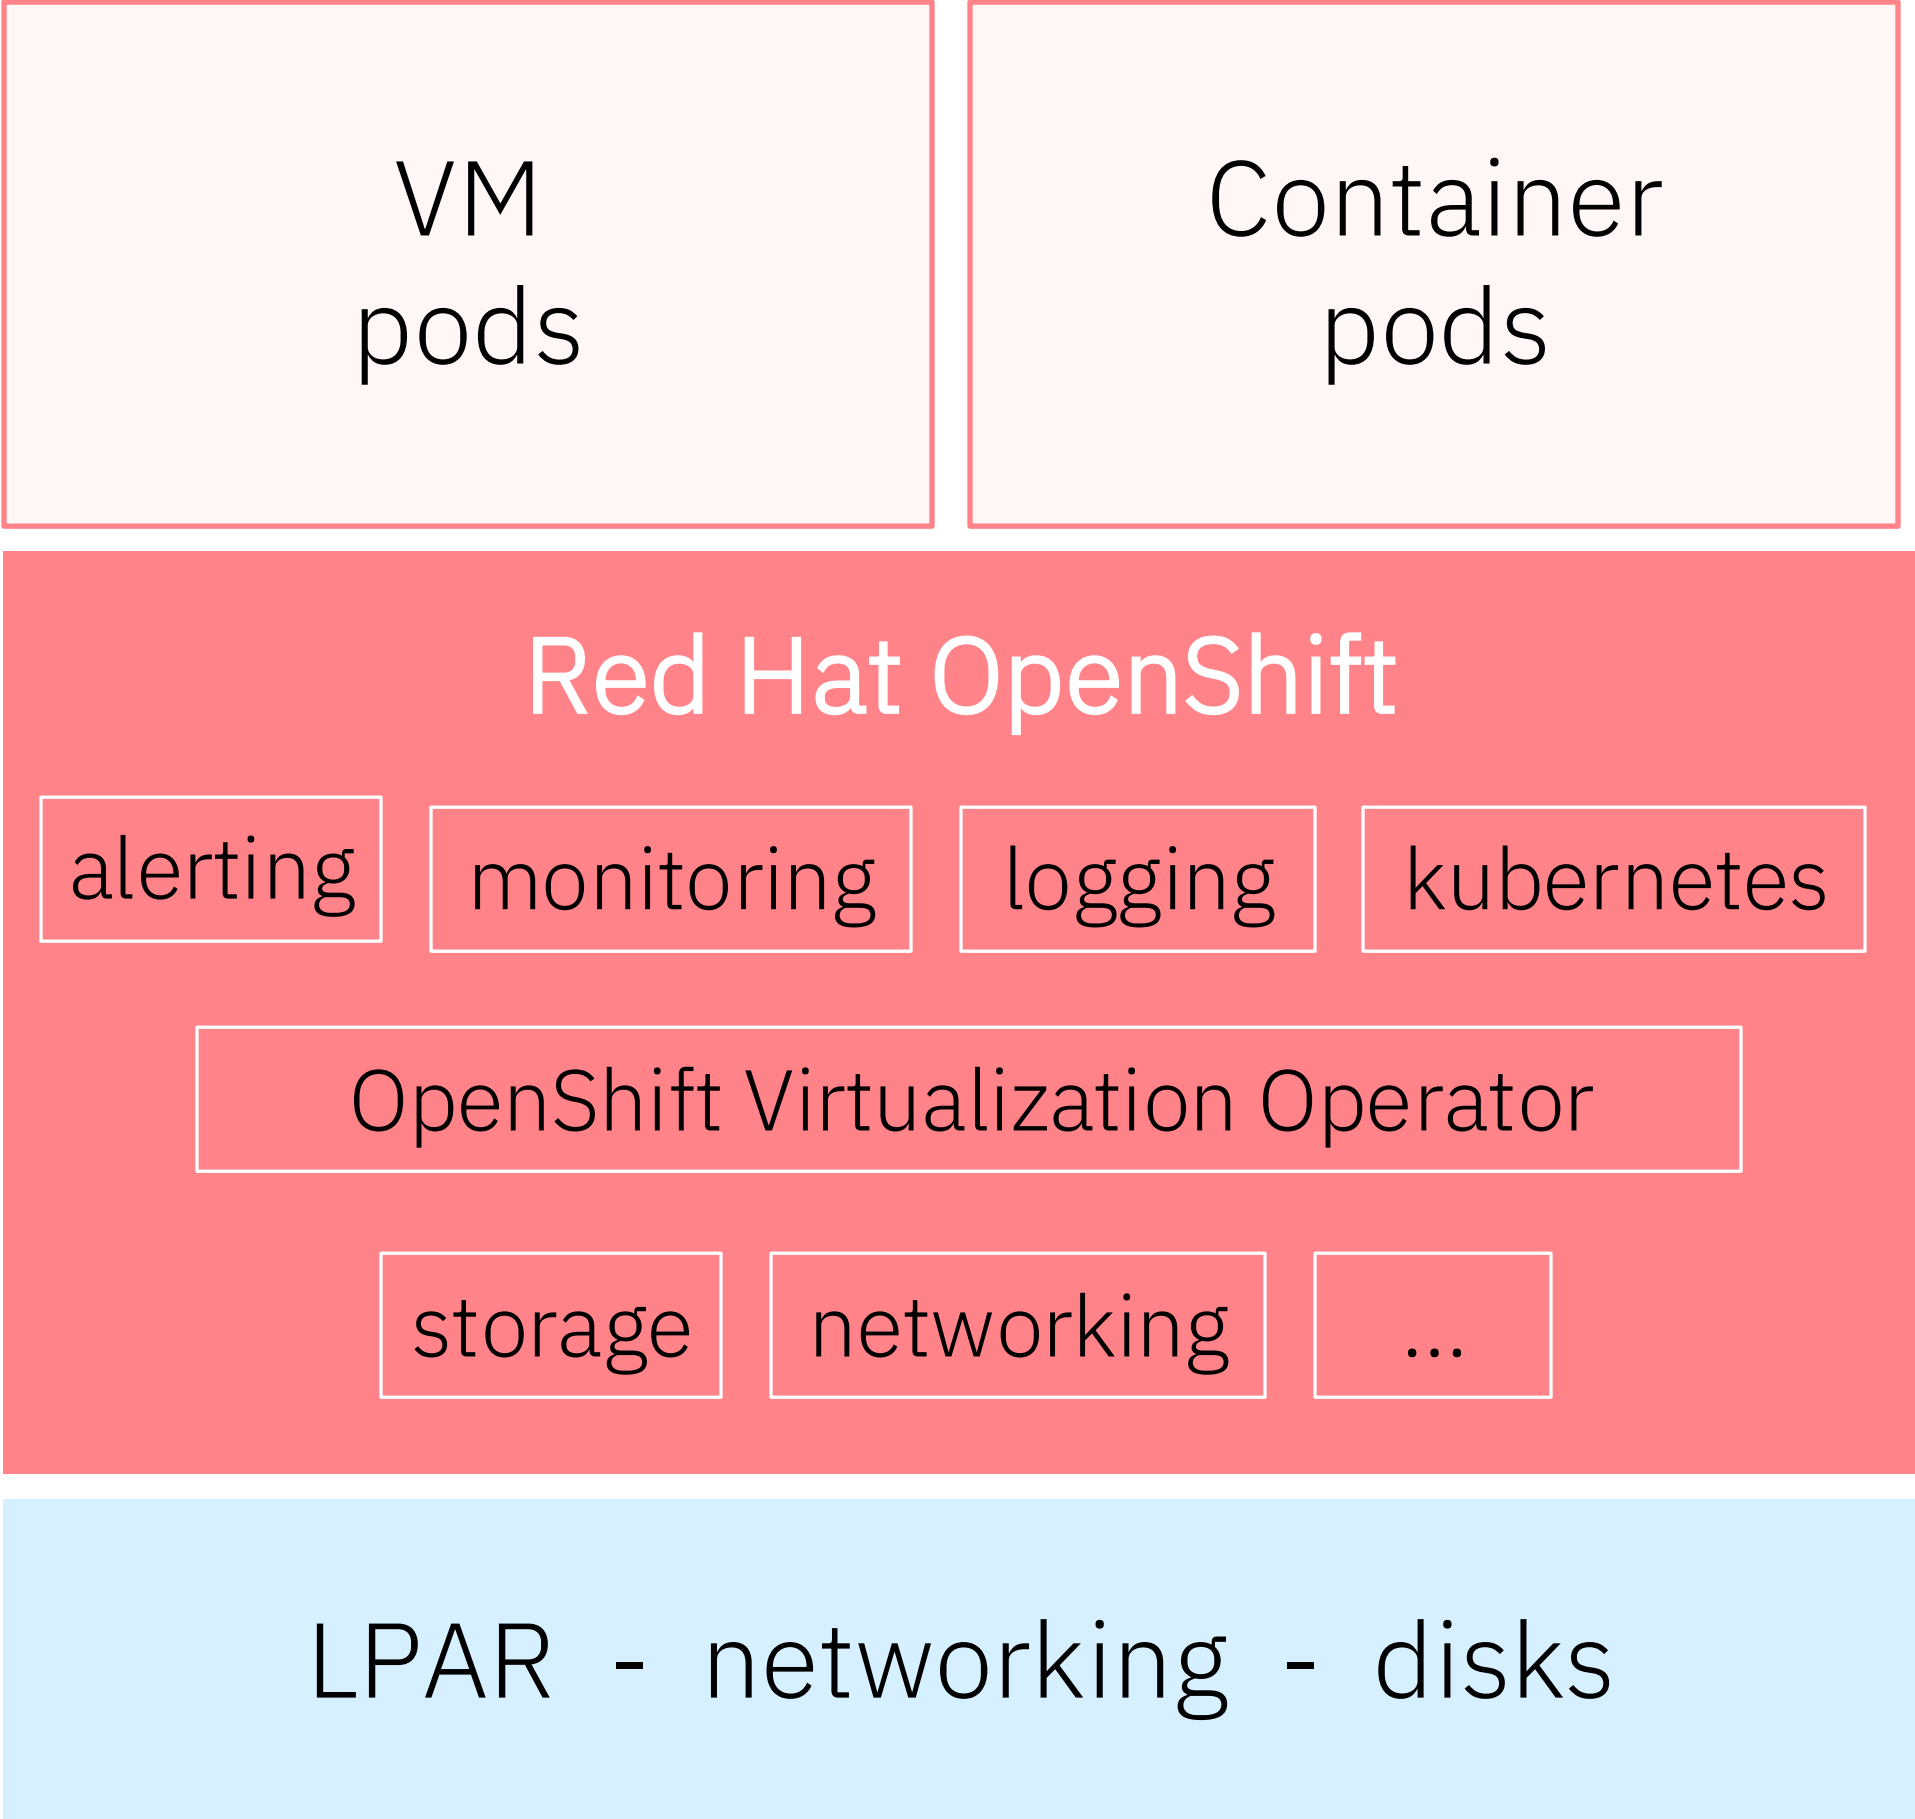 VM
pods
Container
pods
Red Hat OpenShift
alerting
monitoring
logging
kubernetes
OpenShift Virtualization Operator
storage
networking
...
LPAR - networking - disks